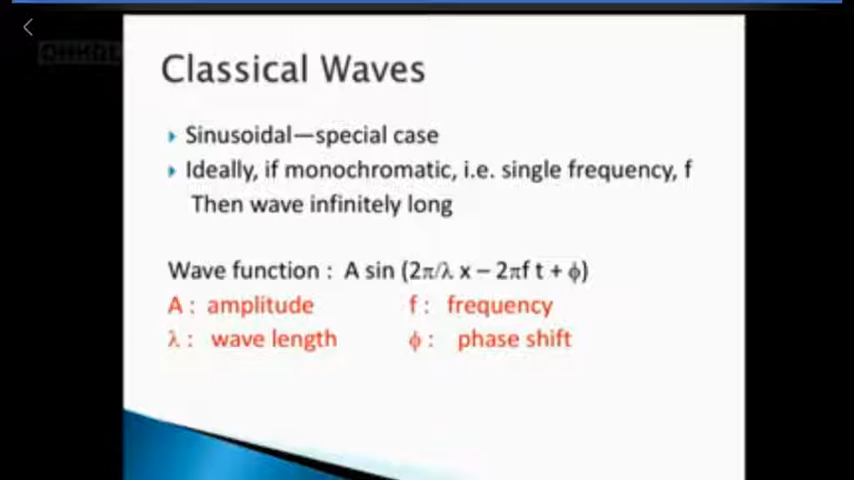 Classical Waves
Sinusoidal—special case
Ideally, if monochromatic, i.e. single frequency, f
Then wave infinitely long
Wave function : A sin (2π/λ x – 2πf t + ϕ)
A : amplitude f : frequency
λ : wave length ϕ : phase shift